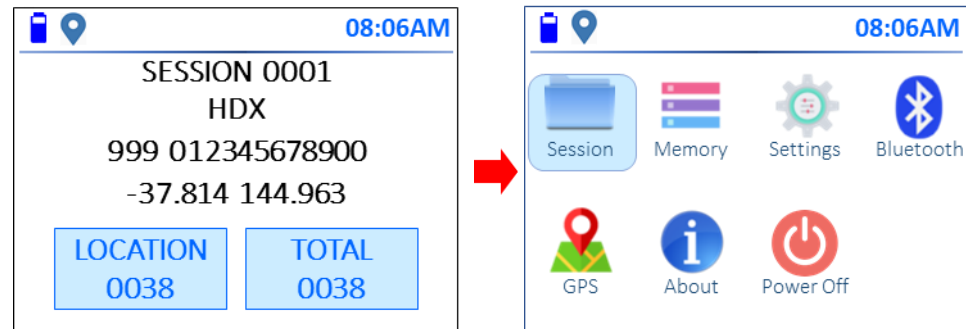 08:06AM
SESSION 0001
HDX
999 012345678900
-37.814 144.963
LOCATION TOTAL
0038 0038
08:06AM
Session Memory Settings Bluetooth
GPS About Power Off